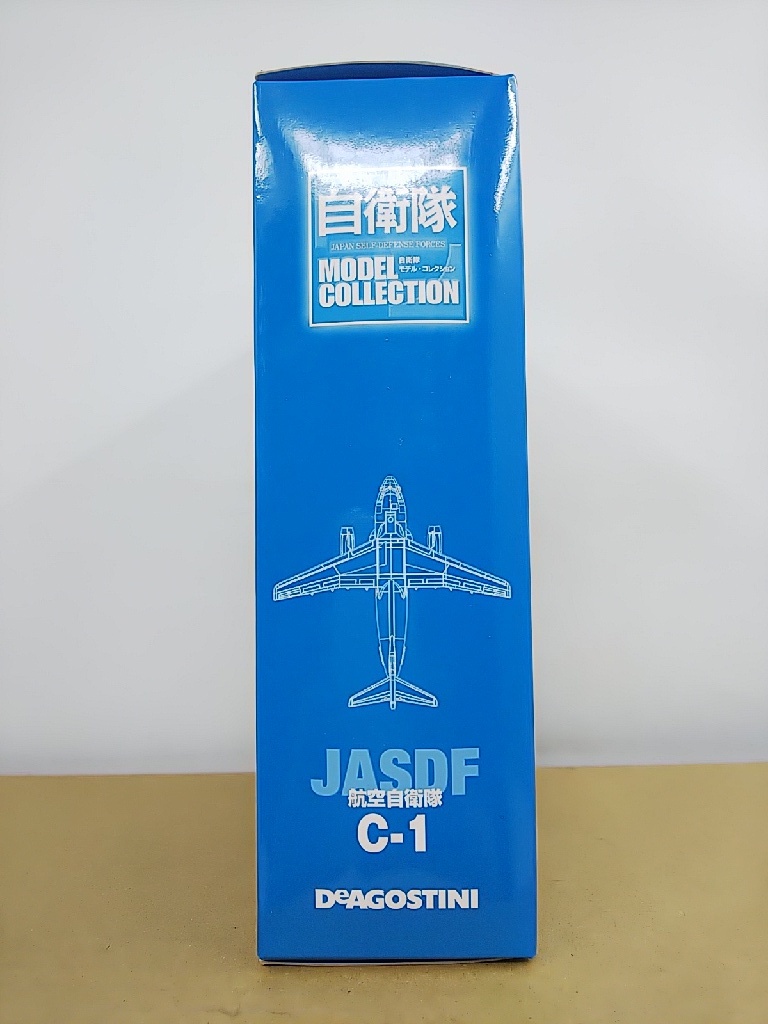 自衛隊
JAPAN SELF-DEFENSE FORCES
MODEL 自衛隊
モデル・コレクション
COLLECTION
JASDF
航空自衛隊
C-1
DeAGOSTINI